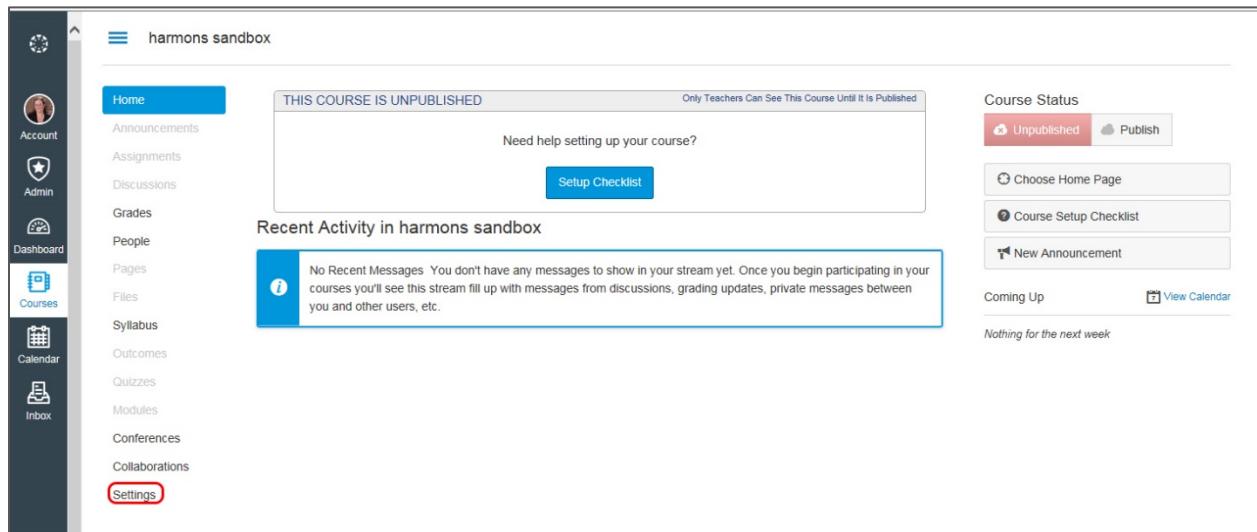 harmons sandbox
Account
Admin
Dashboard
Courses
Calendar
Inbox
Home
Announcements
Assignments
Discussions
Grades
People
Pages
Files
Syllabus
Outcomes
Quizzes
Modules
Conferences
Collaborations
Settings
THIS COURSE IS UNPUBLISHED
Only Teachers Can See This Course Until It Is Published
Need help setting up your course?
Setup Checklist
Recent Activity in harmons sandbox
No Recent Messages You don't have any messages to show in your stream yet. Once you begin participating in your
courses you'll see this stream fill up with messages from discussions, grading updates, private messages between
you and other users, etc.
Course Status
Unpublished
Publish
Choose Home Page
Course Setup Checklist
New Announcement
Coming Up
7
View Calendar
Nothing for the next week